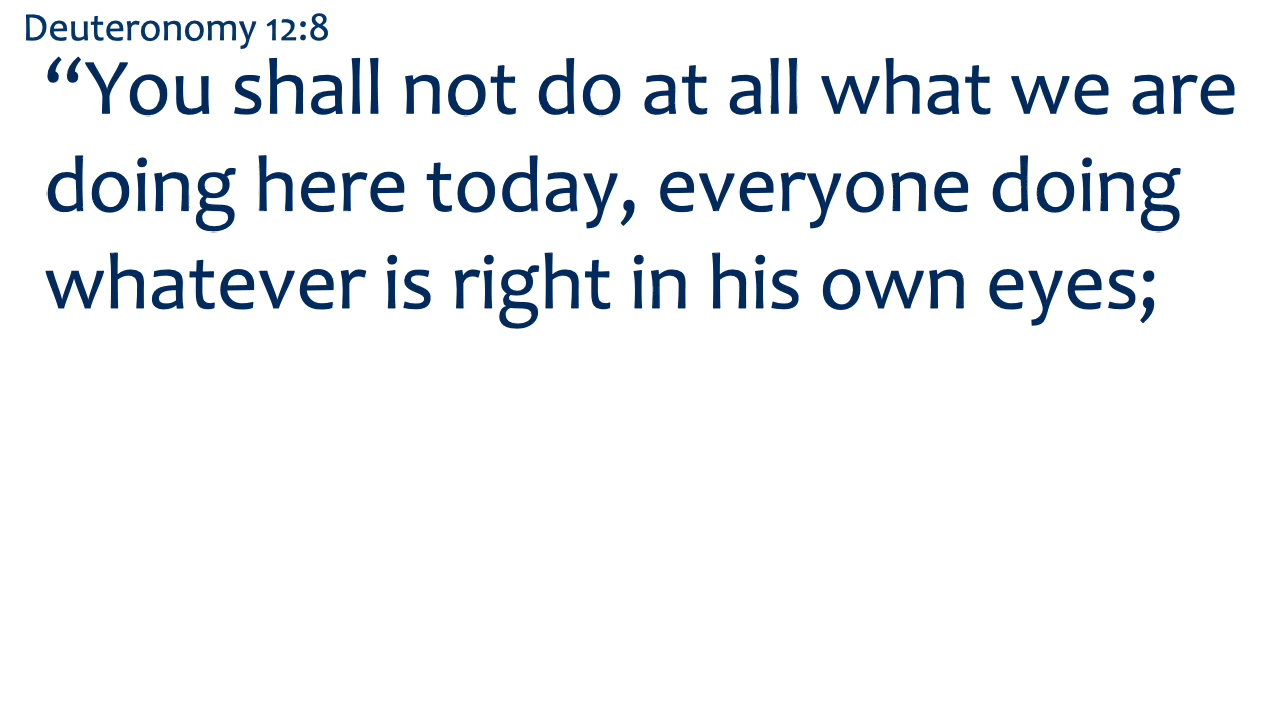 Deuteronomy 12:8
“You shall not do at all what we are
doing here today, everyone doing
whatever is right in his own eyes;